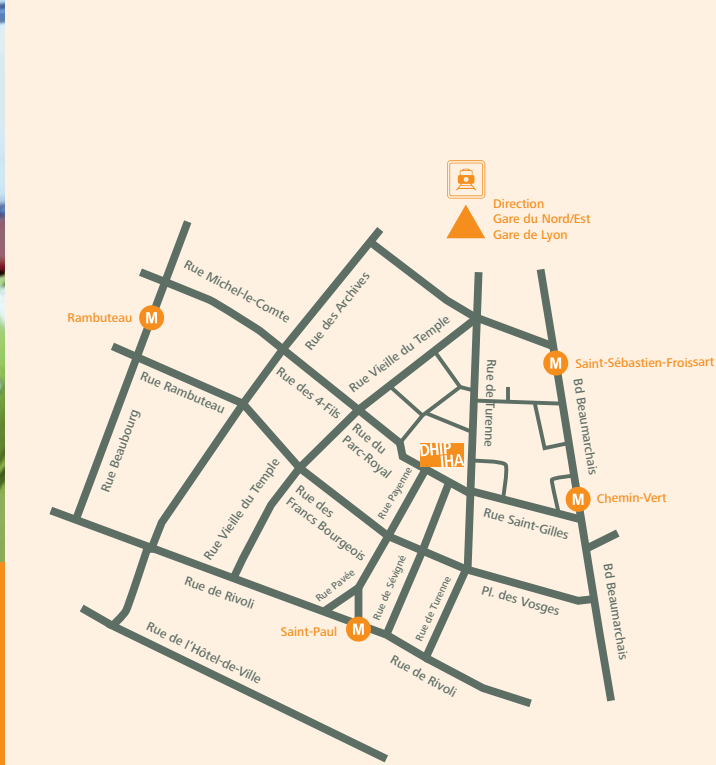 Direction
Gare du Nord/Est
Gare de Lyon
Rue Michel-le-Comte
Rambuteau
M
Rue des Archives
Rue Vieille du Temple
M
Saint-Sébastien-Froissart
Rue Rambuteau
Rue des 4-Fils
Rue de Turenne
Bd Beaumarchais
Rue Beaubourg
Rue du
Parc-Royal
DHIP
IHA
Rue Payenne
M
Chemin-Vert
Rue Vieille du Temple
Rue des
Francs Bourgeois
Rue Saint-Gilles
Rue de Rivoli
Rue Pavée
Rue de Sévigné
Rue de Turenne
Pl. des Vosges
Bd Beaumarchais
Saint-Paul
M
Rue de l'Hôtel-de-Ville
Rue de Rivoli